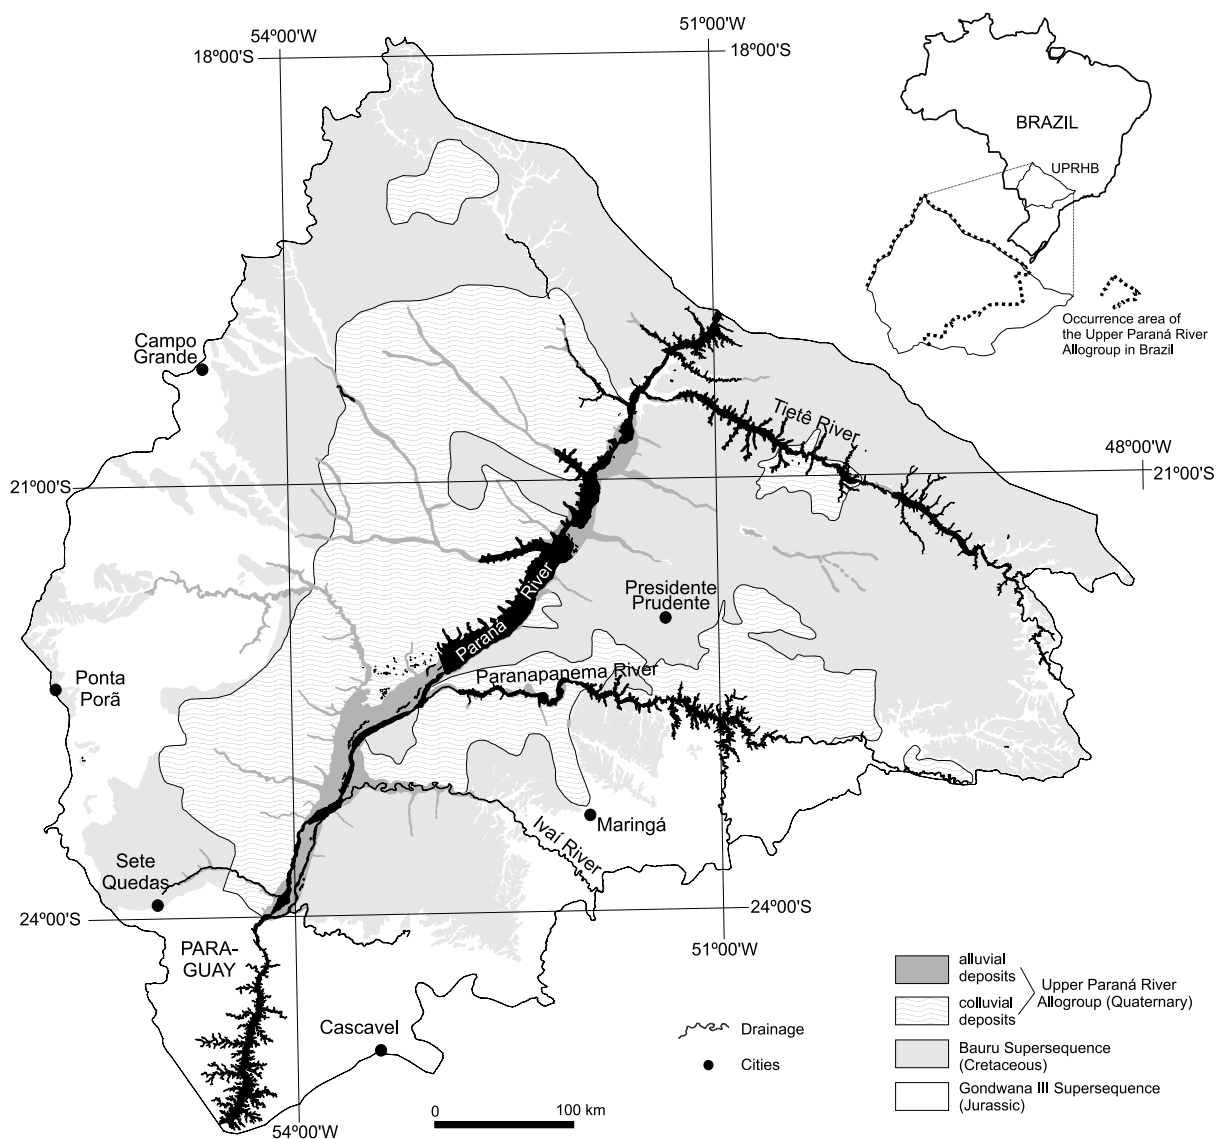 54º00'W
51º00'W
18º00'S
18º00'S
BRAZIL
UPRHB
Occurrence area of
the Upper Paraná River
Allogroup in Brazil
Campo
Grande
Tietê River
48º00'W
21º00'S
21º00'S
Presidente
Prudente
Paraná River
Paranapanema River
Ponta
Porã
Maringá
Ivaí River
Sete
Quedas
24º00'S
24º00'S
PARA-
GUAY
51º00'W
Cascavel
54º00'W
Drainage
Cities
0 100 km
alluvial
deposits
colluvial
deposits
Upper Paraná River
Allogroup (Quaternary)
Bauru Supersequence
(Cretaceous)
Gondwana III Supersequence
(Jurassic)